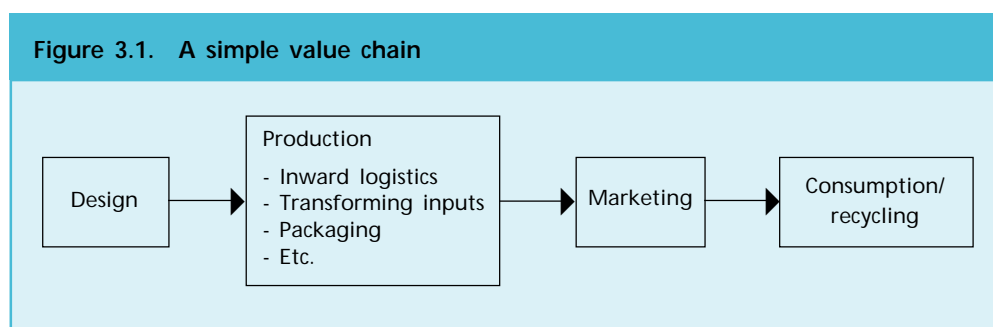 Figure 3.1. A simple value chain
Design
Production
- Inward logistics
- Transforming inputs
- Packaging
- Etc.
Marketing
Consumption/
recycling